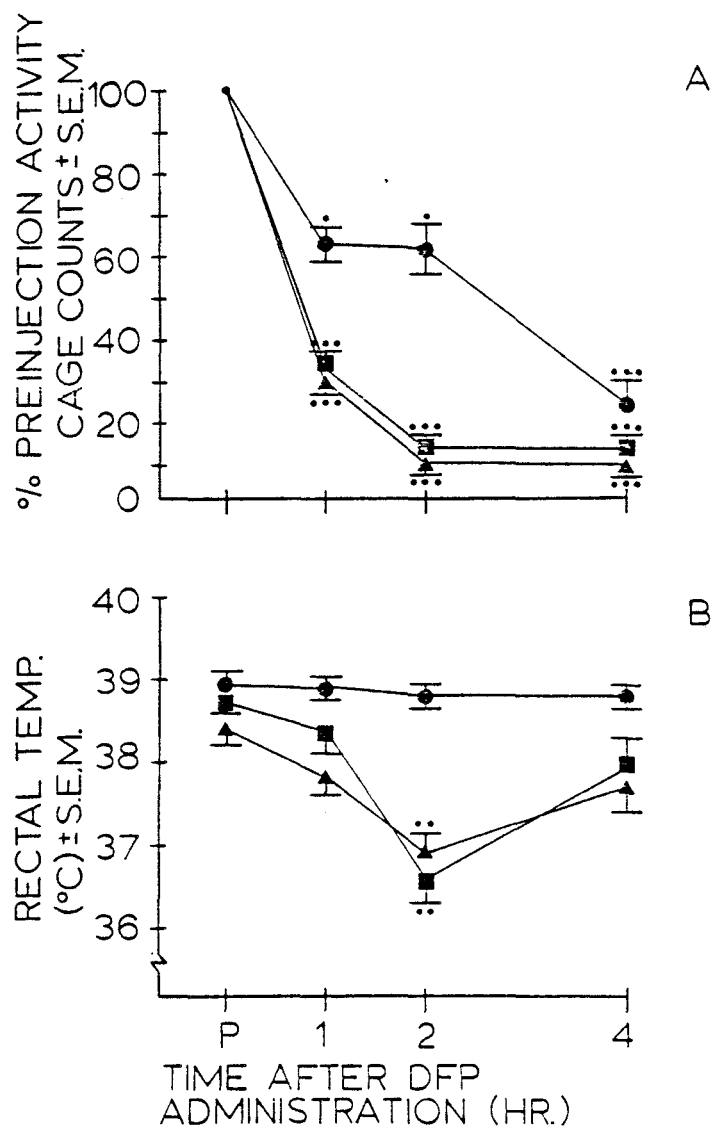 % PREINJECTION ACTIVITY
CAGE COUNTS ± S.E.M.
A
100
80
60
40
20
0
B
RECTAL TEMP.
(°C) ± S.E.M.
40
39
38
37
36
P 1 2 4
TIME AFTER DFP
ADMINISTRATION (HR.)